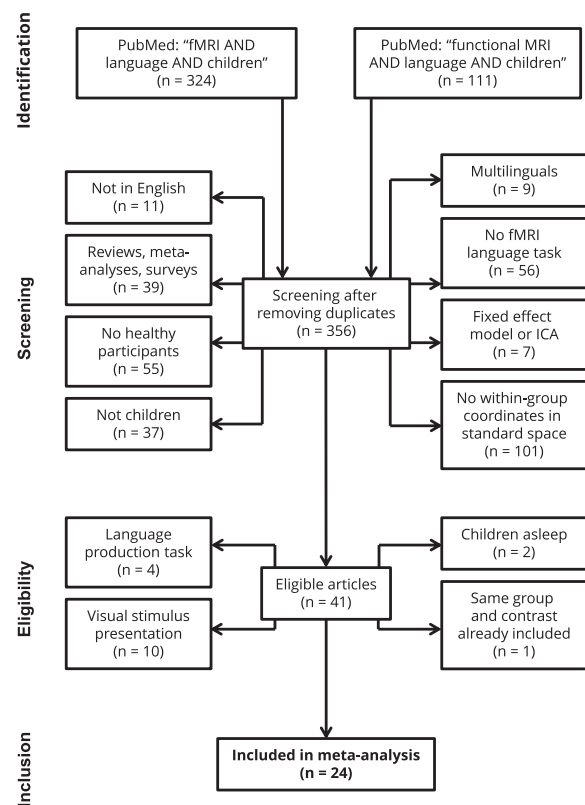 Identification
PubMed: “fMRI AND
language AND children”
(n = 324)
PubMed: “functional MRI
AND language AND children”
(n = 111)
Screening
Not in English
(n = 11)
Reviews, meta-
analyses, surveys
(n = 39)
No healthy
participants
(n = 55)
Not children
(n = 37)
Screening after
removing duplicates
(n = 356)
Multilinguals
(n = 9)
No fMRI
language task
(n = 56)
Fixed effect
model or ICA
(n = 7)
No within-group
coordinates in
standard space
(n = 101)
Eligibility
Language
production task
(n = 4)
Visual stimulus
presentation
(n = 10)
Eligible articles
(n = 41)
Children asleep
(n = 2)
Same group
and contrast
already included
(n = 1)
Inclusion
Included in meta-analysis
(n = 24)